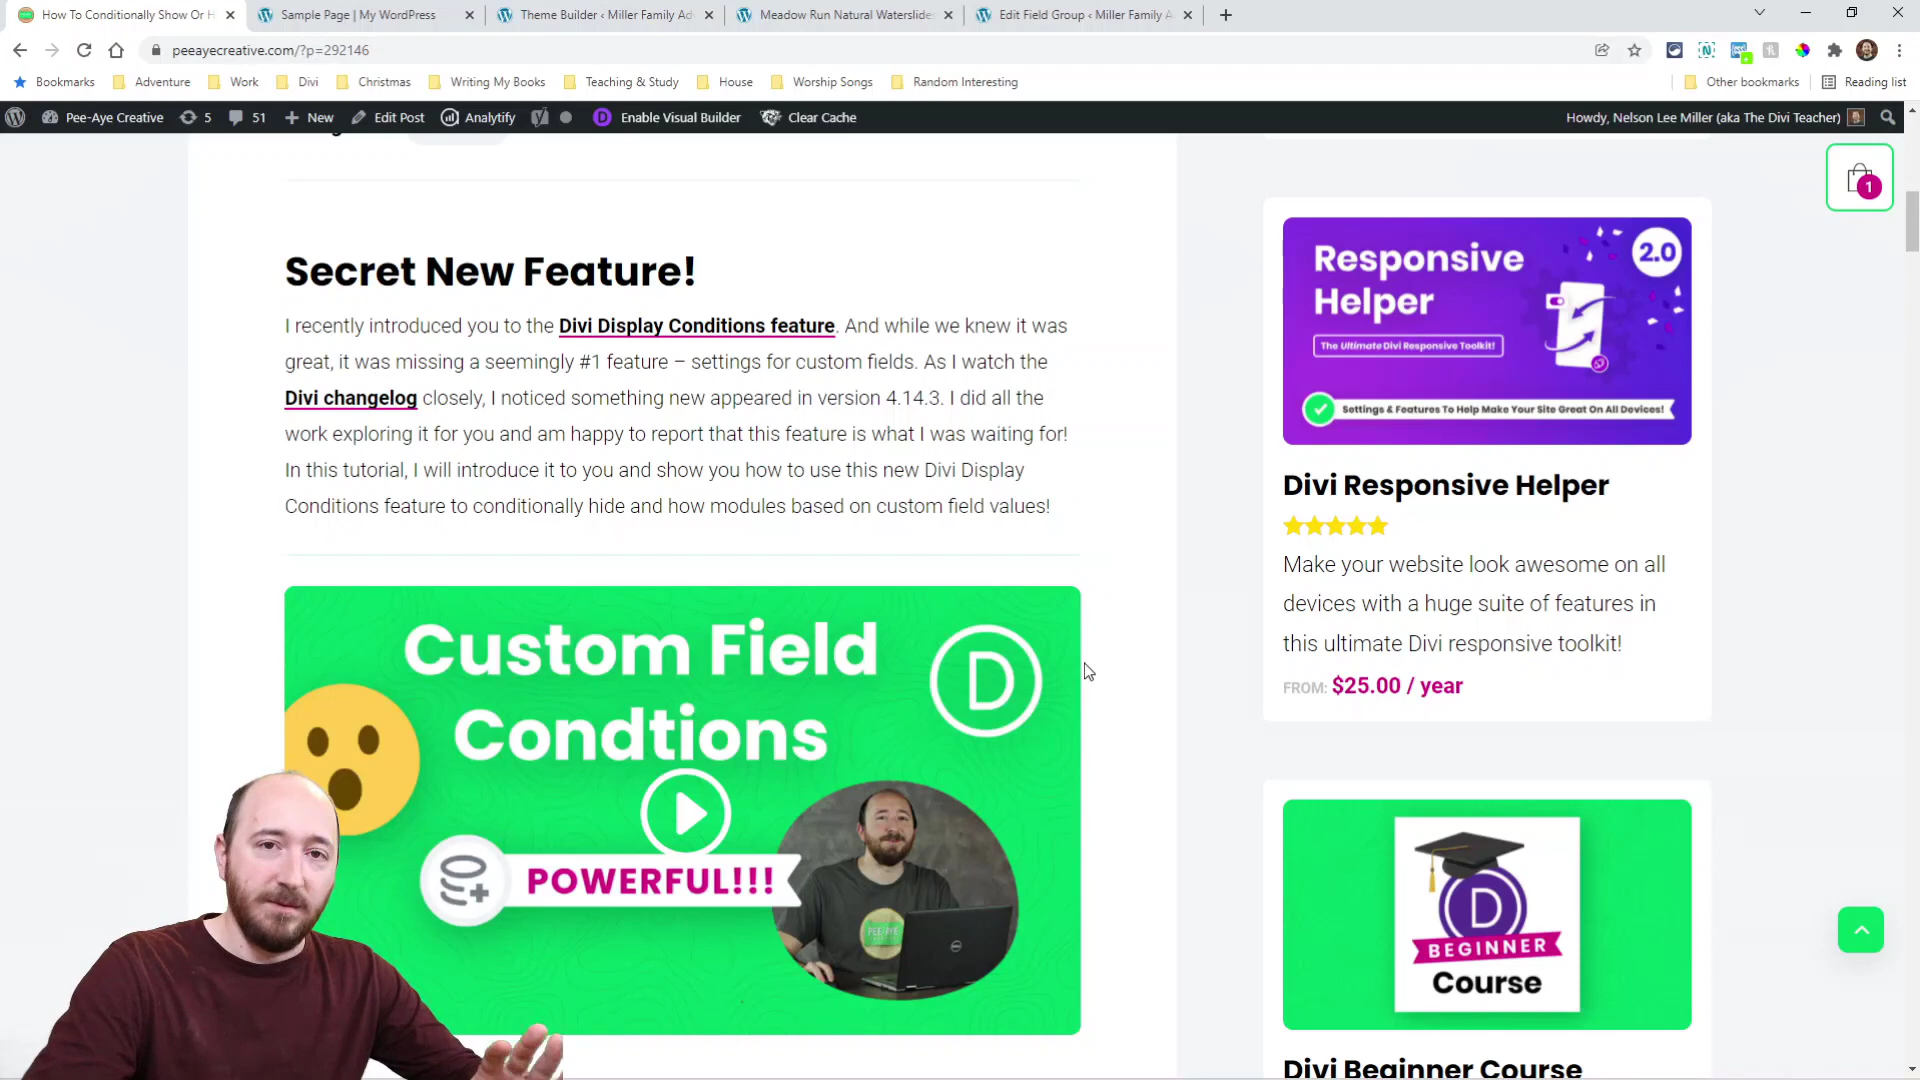 How To Conditionally Show Or H
Sample Page | My WordPress
Theme Builder ‹ Miller Family Adv
Meadow Run Natural Waterslides
Edit Field Group ‹ Miller Family A
peeayecreative.com/?p=292146
Bookmarks
Adventure
Work
Divi
Christmas
Writing My Books
Teaching & Study
House
Worship Songs
Random Interesting
Other bookmarks
Reading list
Pee-Aye Creative
5
51
New
Edit Post
Analytify
Enable Visual Builder
Clear Cache
Howdy, Nelson Lee Miller (aka The Divi Teacher)
1
Secret New Feature!
I recently introduced you to the Divi Display Conditions feature. And while we knew it was
great, it was missing a seemingly #1 feature – settings for custom fields. As I watch the
Divi changelog closely, I noticed something new appeared in version 4.14.3. I did all the
work exploring it for you and am happy to report that this feature is what I was waiting for!
In this tutorial, I will introduce it to you and show you how to use this new Divi Display
Conditions feature to conditionally hide and how modules based on custom field values!
Custom Field
Condtions
D
POWERFUL!!!
PEE-AYE
Responsive
Helper
2.0
The Ultimate Divi Responsive Toolkit!
Settings & Features To Help Make Your Site Great On All Devices!
Divi Responsive Helper
Make your website look awesome on all
devices with a huge suite of features in
this ultimate Divi responsive toolkit!
FROM: $25.00 / year
D
BEGINNER
Course
Divi Beginner Course